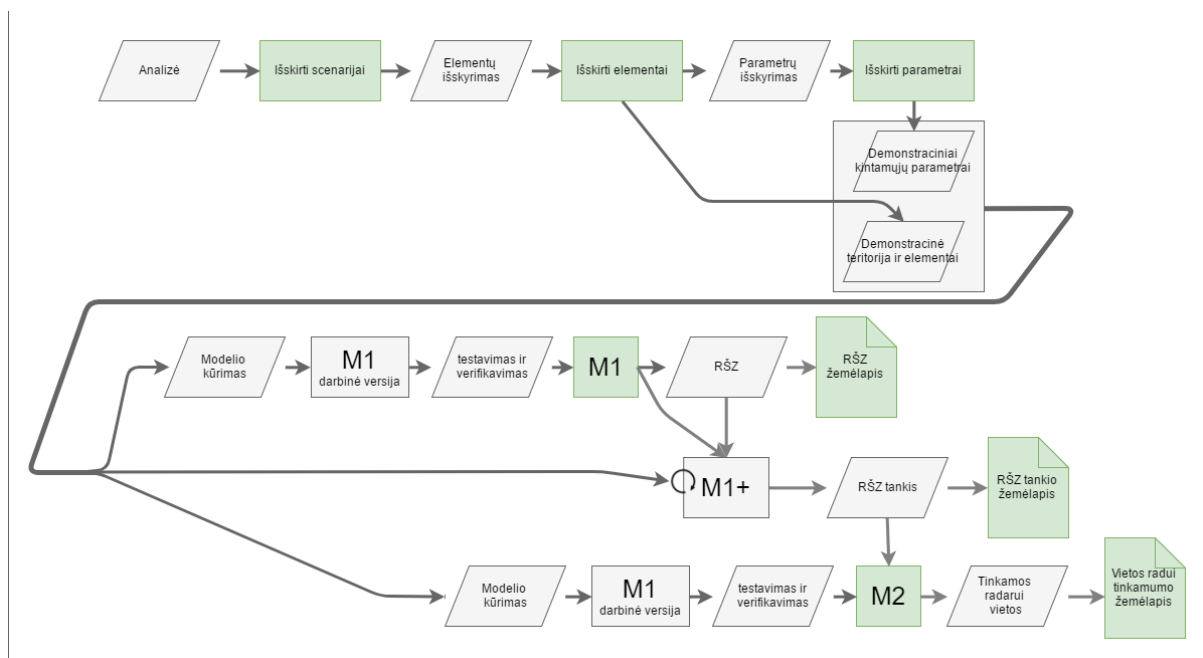 Analizė
Išskirti scenarijai
Elementų
išskyrimas
Išskirti elementai
Parametrų
išskyrimas
Išskirti parametrai
Demonstraciniai
kintamųjų parametrai
Demonstracinė
teritorija ir elementai
Modelio
kūrimas
M1
darbinė versija
testavimas ir
verifikavimas
M1
RŠZ
RŠZ
žemėlapis
M1+
RŠZ tankis
RŠZ tankio
žemėlapis
Modelio
kūrimas
M1
darbinė versija
testavimas ir
verifikavimas
M2
Tinkamos
radarui
vietos
Vietos radui
tinkamumo
žemėlapis